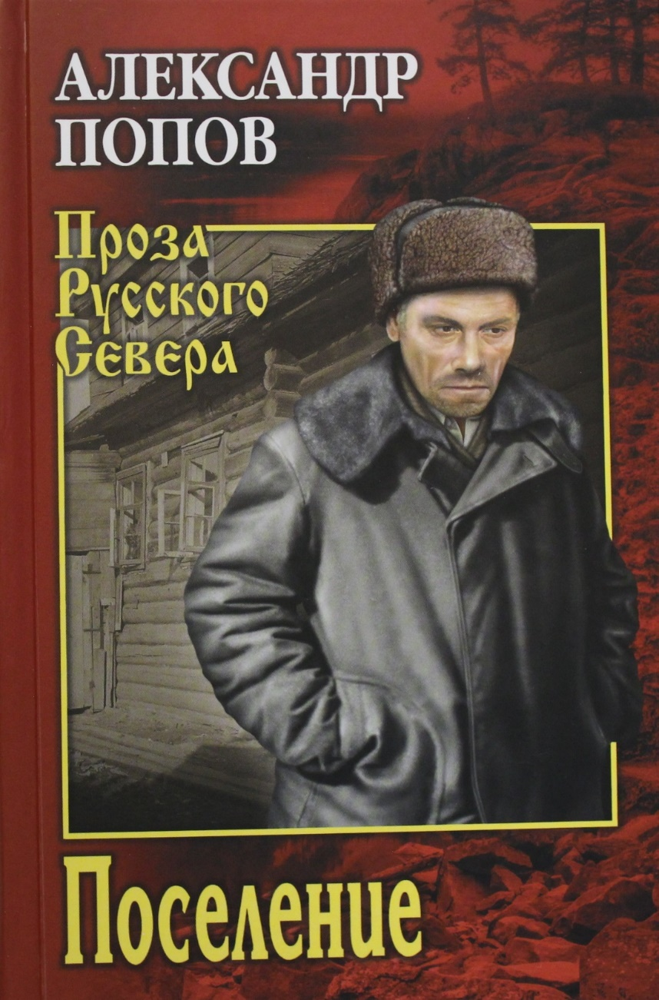 АЛЕКСАНДР
ПОПОВ
Проза
Русского
Севера
Поселение